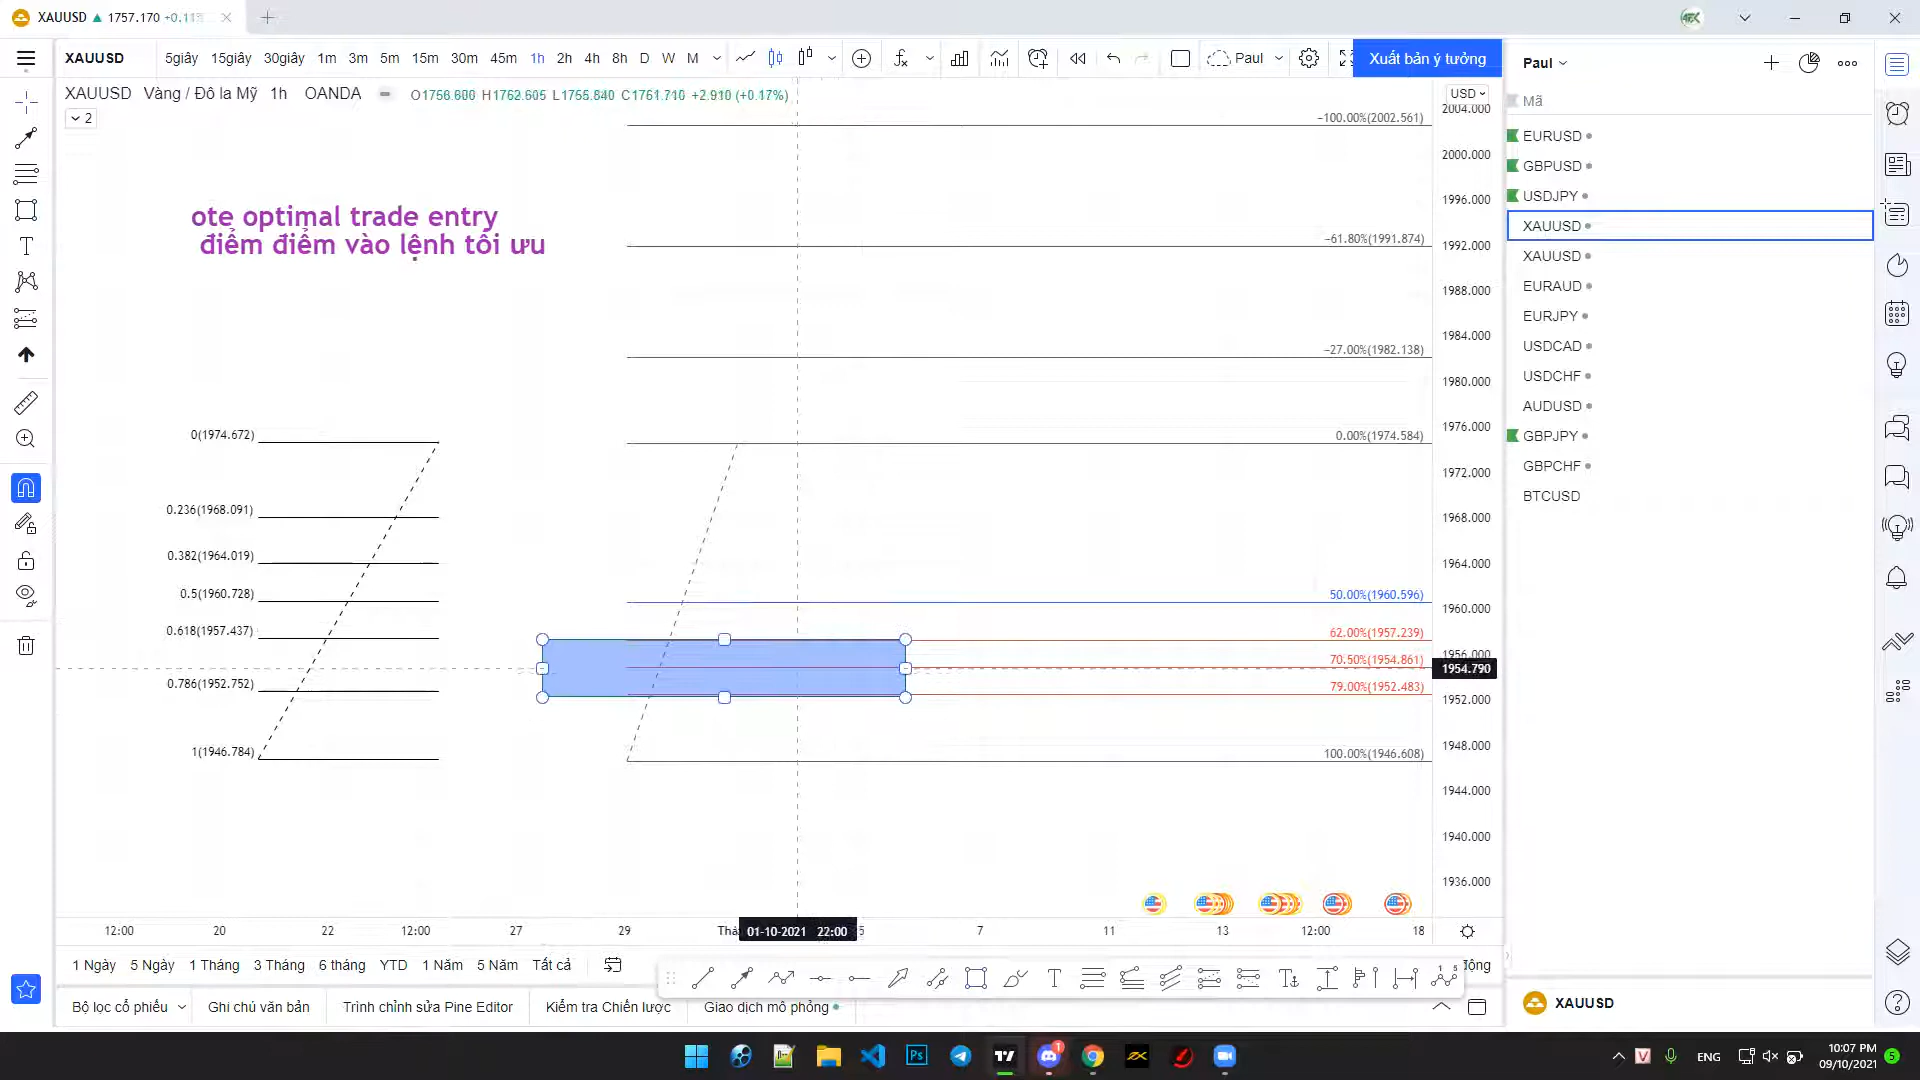 XAUUSD ▲ 1757.170 +0.11%
XAUUSD 5giây 15giây 30giây 1m 3m 5m 15m 30m 45m 1h 2h 4h 8h D W M Paul Xuất bản ý tưởng
XAUUSD Vàng / Đô la Mỹ 1h OANDA O1756.600 H1762.605 L1755.840 C1761.710 +2.910 (+0.17%)
2
ote optimal trade entry
điểm điểm vào lệnh tối ưu
0(1974.672)
0.236(1968.091)
0.382(1964.019)
0.5(1960.728)
0.618(1957.437)
0.786(1952.752)
1(1946.784)
-100.00%(2002.561)
-61.80%(1991.874)
-27.00%(1982.138)
0.00%(1974.584)
50.00%(1960.596)
62.00%(1957.239)
70.50%(1954.861)
79.00%(1952.483)
100.00%(1946.608)
USD
2004.000
2000.000
1996.000
1992.000
1988.000
1984.000
1980.000
1976.000
1972.000
1968.000
1964.000
1960.000
1956.000
1954.790
1952.000
1948.000
1944.000
1940.000
1936.000
12:00 20 22 12:00 27 29 01-10-2021 22:00 7 11 13 12:00 18
1 Ngày 5 Ngày 1 Tháng 3 Tháng 6 tháng YTD 1 Năm 5 Năm Tất cả
Bộ lọc cổ phiếu Ghi chú văn bản Trình chỉnh sửa Pine Editor Kiểm tra Chiến lược Giao dịch mô phỏng
Paul
Mã
EURUSD
GBPUSD
USDJPY
XAUUSD
XAUUSD
EURAUD
EURJPY
USDCAD
USDCHF
AUDUSD
GBPJPY
GBPCHF
BTCUSD
XAUUSD
ENG
10:07 PM
09/10/2021
5